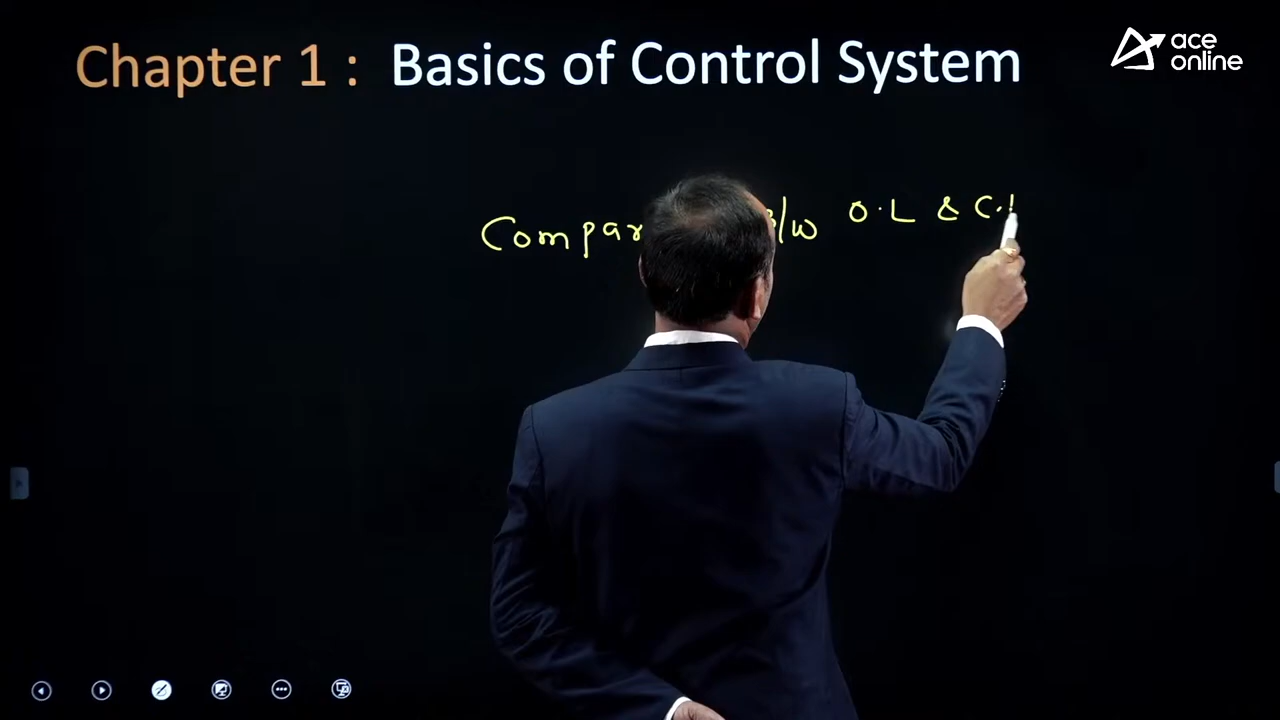 Chapter 1 : Basics of Control System
ace
online
Compar B/w O.L & C.L